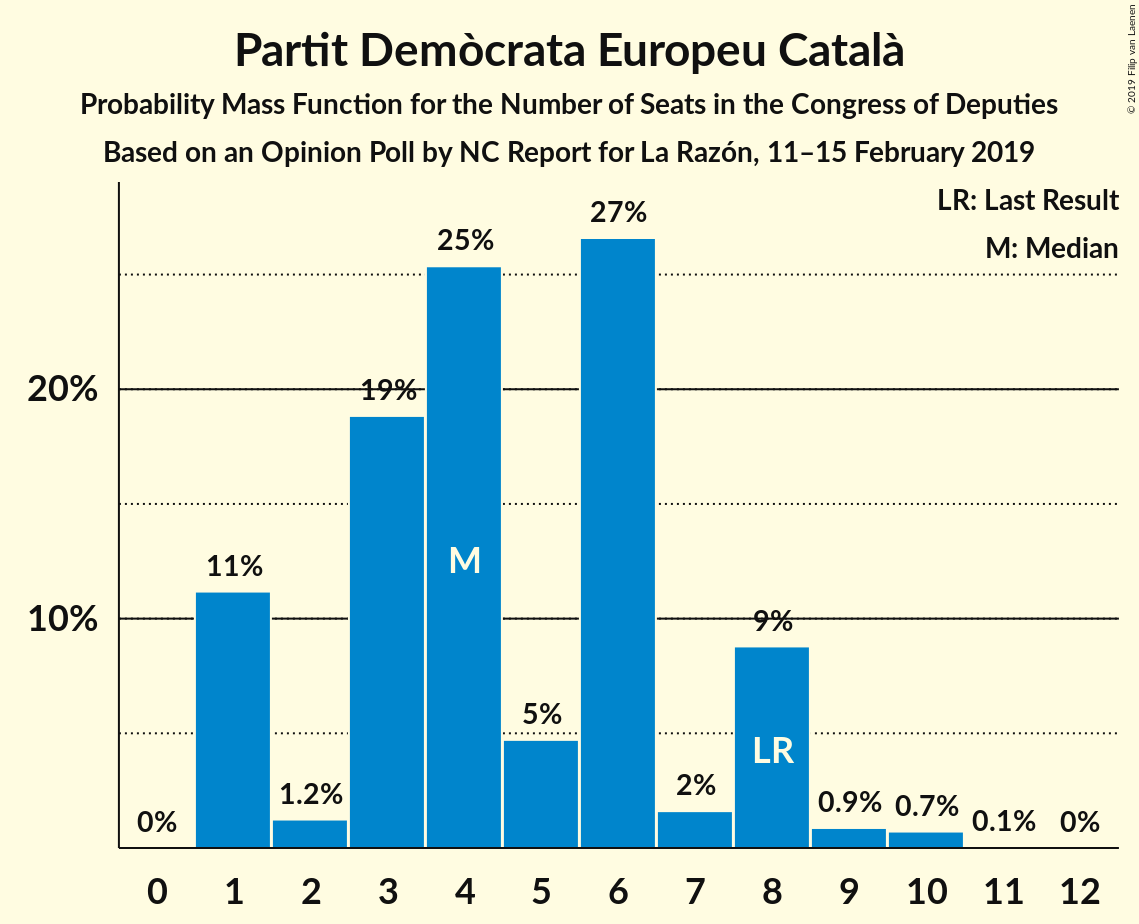 Partit Demòcrata Europeu Català
Probability Mass Function for the Number of Seats in the Congress of Deputies
Based on an Opinion Poll by NC Report for La Razón, 11–15 February 2019
© 2019 Filip van Laenen
LR: Last Result
M: Median
27%
25%
20%
19%
11%
M
10%
9%
5%
LR
2%
1.2%
0.9%
0.7%
0.1%
0%
0%
0 1 2 3 4 5 6 7 8 9 10 11 12